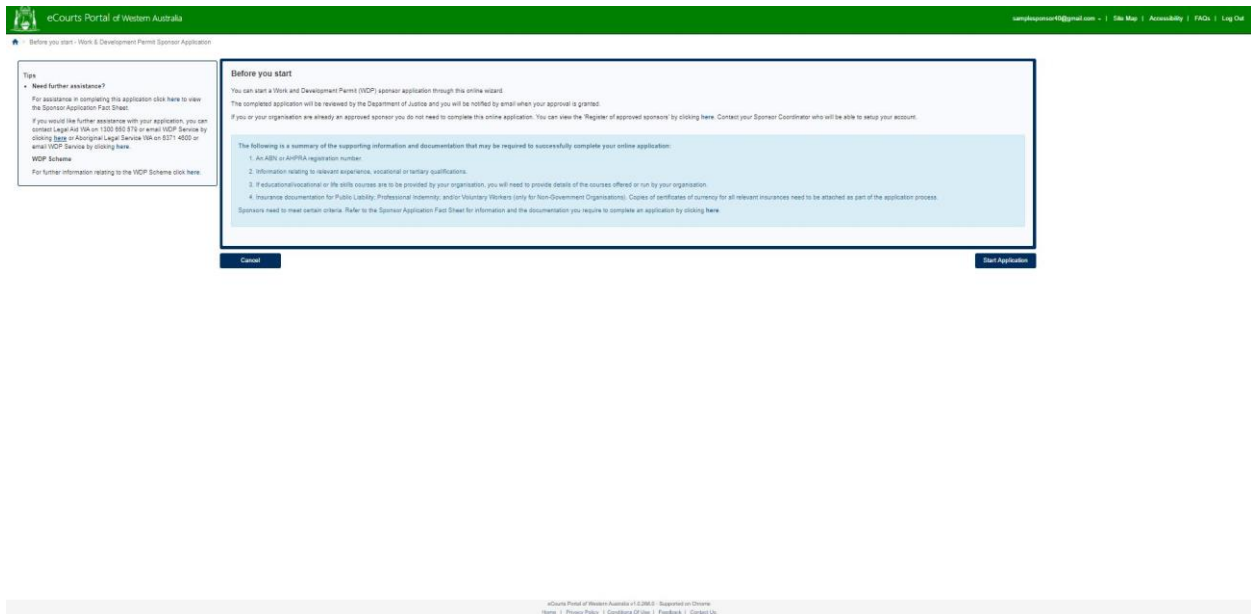 eCourts Portal of Western Australia
samplesponsor40@gmail.com | Site Map | Accessibility | FAQs | Log Out
Before you start - Work & Development Permit Sponsor Application
Tips
Need further assistance?
For assistance in completing this application click here to view
the Sponsor Application Fact Sheet.
If you would like further assistance with your application, you can
contact Legal Aid WA on 1300 650 579 or email WDP Service by
clicking here or Aboriginal Legal Service WA on 6371 4600 or
email WDP Service by clicking here.
WDP Scheme
For further information relating to the WDP Scheme click here.
Before you start
You can start a Work and Development Permit (WDP) sponsor application through this online wizard.
The completed application will be reviewed by the Department of Justice and you will be notified by email when your approval is granted.
If you or your organisation are already an approved sponsor you do not need to complete this online application. You can view the 'Register of approved sponsors' by clicking here. Contact your Sponsor Coordinator who will be able to setup your account.
The following is a summary of the supporting information and documentation that may be required to successfully complete your online application:
1. An ABN or AHPRA registration number.
2. Information relating to relevant experience, vocational or tertiary qualifications.
3. If educational/vocational or life skills courses are to be provided by your organisation, you will need to provide details of the courses offered or run by your organisation.
4. Insurance documentation for Public Liability; Professional Indemnity; and/or Voluntary Workers (only for Non-Government Organisations). Copies of certificates of currency for all relevant insurances need to be attached as part of the application process.
Sponsors need to meet certain criteria. Refer to the Sponsor Application Fact Sheet for information and the documentation you require to complete an application by clicking here.
Cancel
Start Application
eCourts Portal of Western Australia v1.0.288.0 - Supported on Chrome
Home | Privacy Policy | Conditions Of Use | Feedback | Contact Us